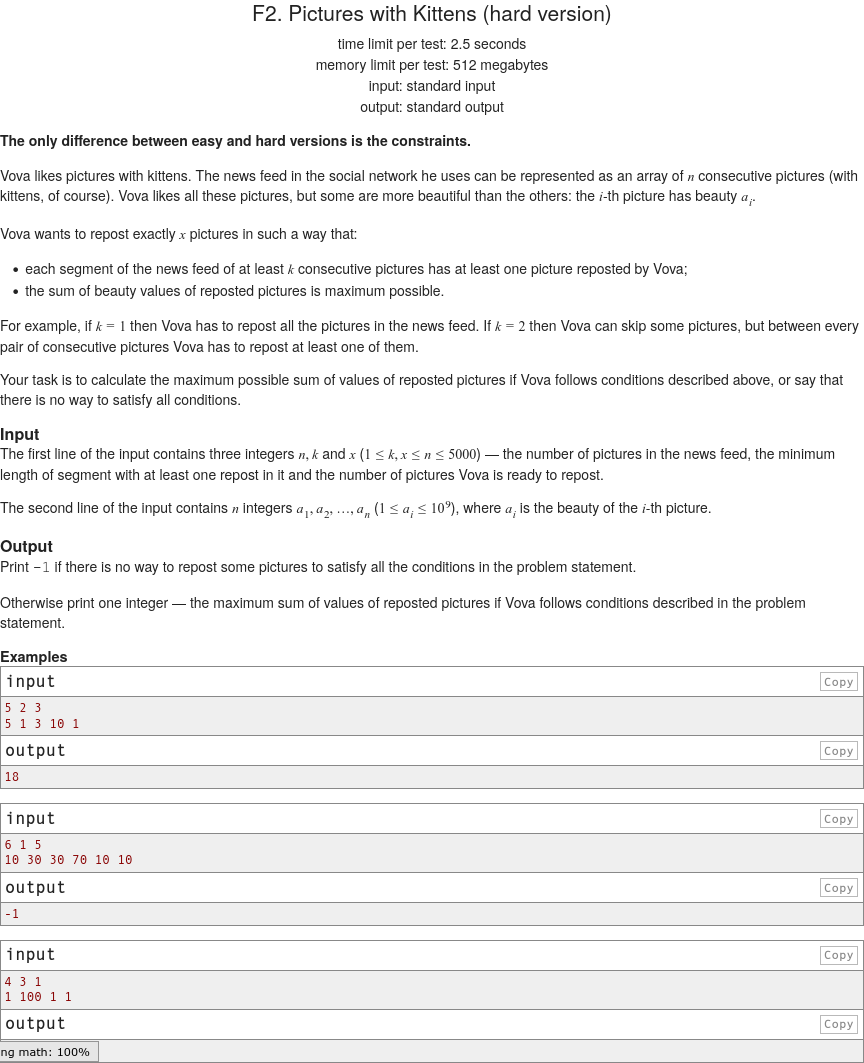 F2. Pictures with Kittens (hard version)
time limit per test: 2.5 seconds
memory limit per test: 512 megabytes
input: standard input
output: standard output
The only difference between easy and hard versions is the constraints.
Vova likes pictures with kittens. The news feed in the social network he uses can be represented as an array of n consecutive pictures (with
kittens, of course). Vova likes all these pictures, but some are more beautiful than the others: the i-th picture has beauty a_i.
Vova wants to repost exactly x pictures in such a way that:
• each segment of the news feed of at least k consecutive pictures has at least one picture reposted by Vova;
• the sum of beauty values of reposted pictures is maximum possible.
For example, if k = 1 then Vova has to repost all the pictures in the news feed. If k = 2 then Vova can skip some pictures, but between every
pair of consecutive pictures Vova has to repost at least one of them.
Your task is to calculate the maximum possible sum of values of reposted pictures if Vova follows conditions described above, or say that
there is no way to satisfy all conditions.
Input
The first line of the input contains three integers n, k and x (1 ≤ k, x ≤ n ≤ 5000) — the number of pictures in the news feed, the minimum
length of segment with at least one repost in it and the number of pictures Vova is ready to repost.
The second line of the input contains n integers a_1, a_2, …, a_n (1 ≤ a_i ≤ 10^9), where a_i is the beauty of the i-th picture.
Output
Print −1 if there is no way to repost some pictures to satisfy all the conditions in the problem statement.
Otherwise print one integer — the maximum sum of values of reposted pictures if Vova follows conditions described in the problem
statement.
Examples
input Copy
5 2 3
5 1 3 10 1
output Copy
18
input Copy
6 1 5
10 30 30 70 10 10
output Copy
-1
input Copy
4 3 1
1 100 1 1
output Copy
ng math: 100%